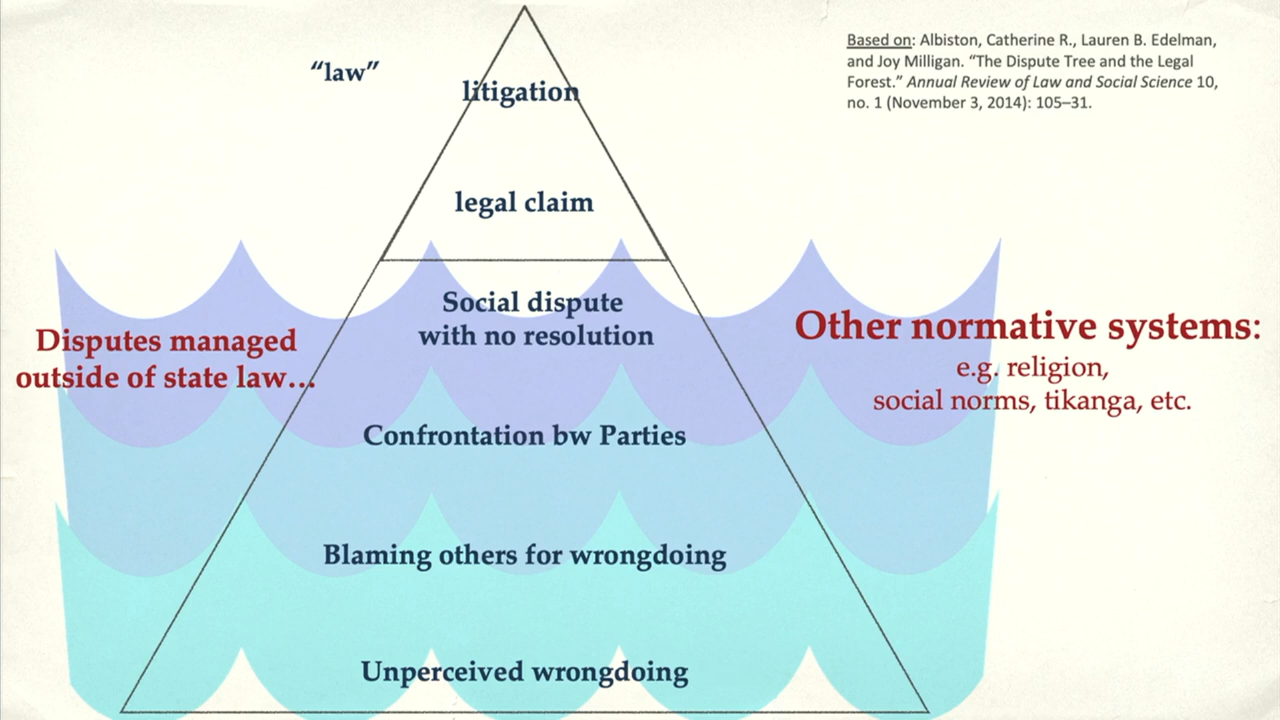 “law”
litigation
Based on: Albiston, Catherine R., Lauren B. Edelman,
and Joy Milligan. “The Dispute Tree and the Legal
Forest.” Annual Review of Law and Social Science 10,
no. 1 (November 3, 2014): 105–31.
legal claim
Social dispute
with no resolution
Disputes managed
outside of state law...
Other normative systems:
e.g. religion,
social norms, tikanga, etc.
Confrontation bw Parties
Blaming others for wrongdoing
Unperceived wrongdoing